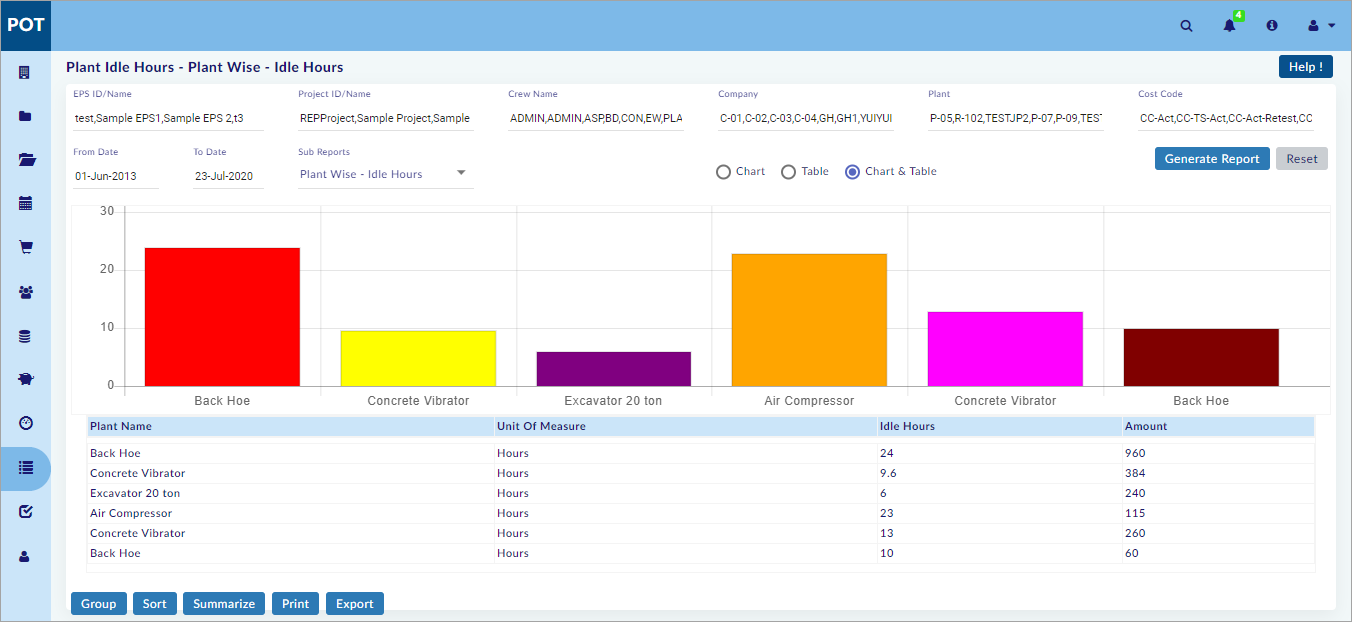 POT
4
Plant Idle Hours - Plant Wise - Idle Hours
Help !
EPS ID/Name Project ID/Name Crew Name Company Plant Cost Code
test,Sample EPS1,Sample EPS 2,t3 REPProject,Sample Project,Sample ADMIN,ADMIN,ASP,BD,CON,EW,PLA C-01,C-02,C-03,C-04,GH,GH1,YUIYUI P-05,R-102,TESTJP2,P-07,P-09,TEST CC-Act,CC-TS-Act,CC-Act-Retest,CC
From Date To Date Sub Reports
01-Jun-2013 23-Jul-2020 Plant Wise - Idle Hours
Chart Table Chart & Table
Generate Report Reset
30
20
10
0
Back Hoe Concrete Vibrator Excavator 20 ton Air Compressor Concrete Vibrator Back Hoe
Plant Name Unit Of Measure Idle Hours Amount
Back Hoe Hours 24 960
Concrete Vibrator Hours 9.6 384
Excavator 20 ton Hours 6 240
Air Compressor Hours 23 115
Concrete Vibrator Hours 13 260
Back Hoe Hours 10 60
Group Sort Summarize Print Export